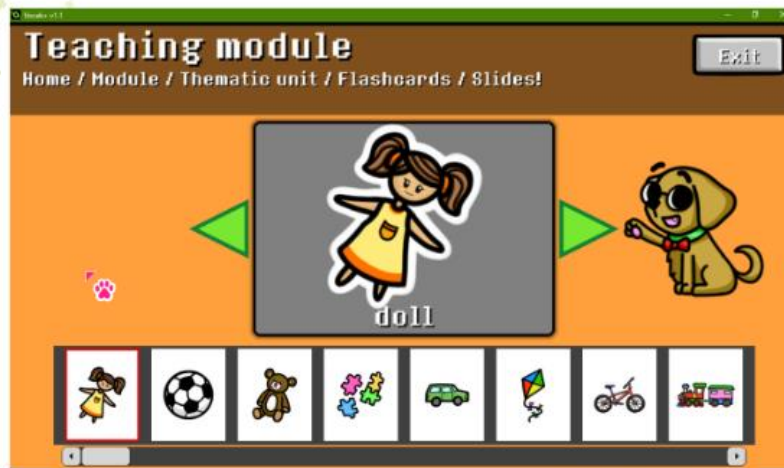 Teaching module
Home / Module / Thematic unit / Flashcards / Slides!
Exit
doll